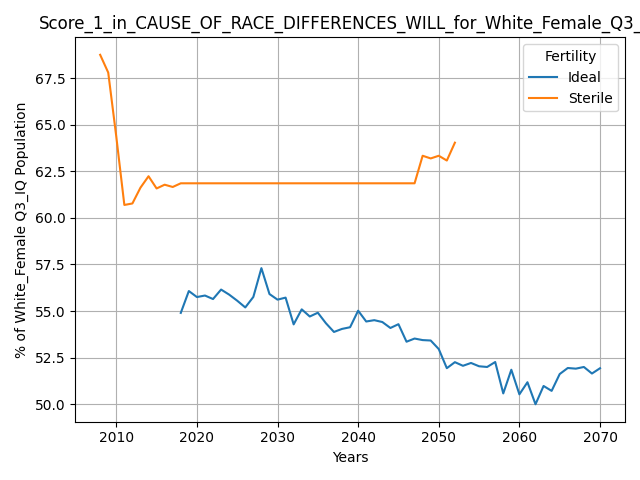 Score_1_in_CAUSE_OF_RACE_DIFFERENCES_WILL_for_White_Female_Q3_
Fertility
Ideal
Sterile
% of White_Female Q3_IQ Population
67.5
65.0
62.5
60.0
57.5
55.0
52.5
50.0
2010
2020
2030
2040
2050
2060
2070
Years